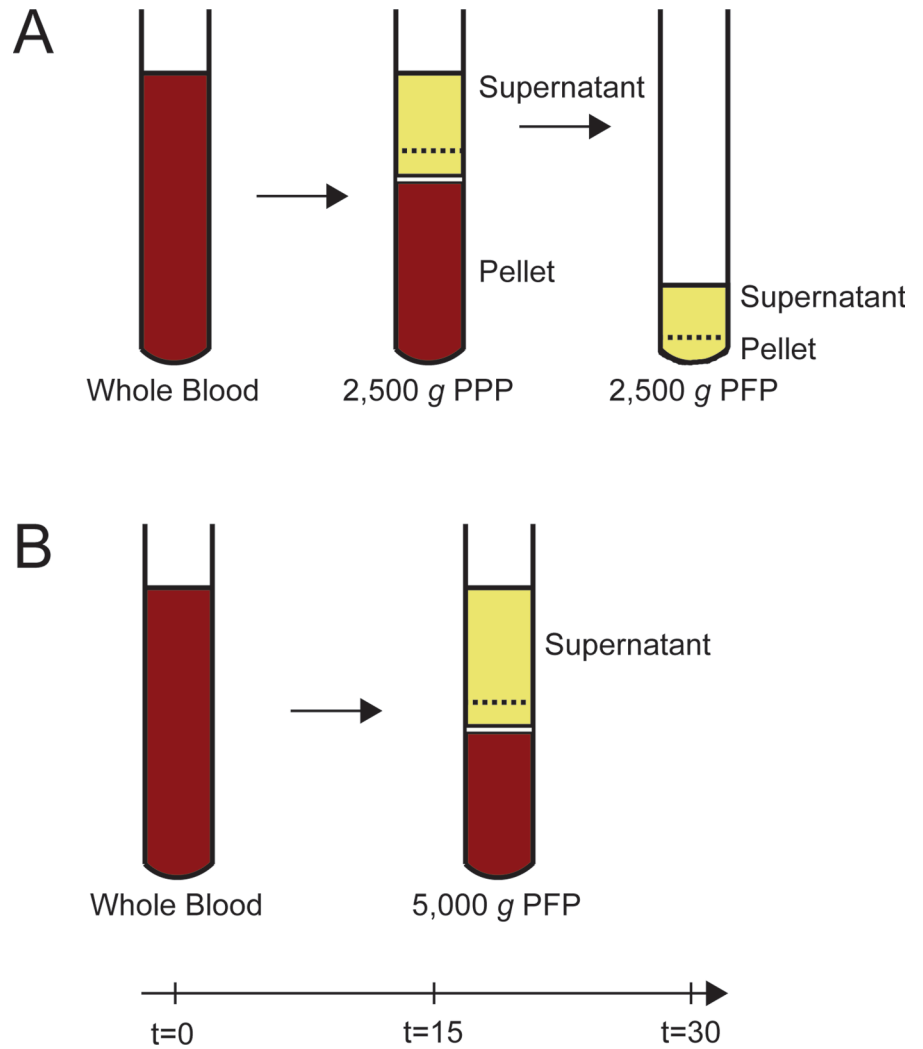 A
Supernatant
Pellet
Supernatant
Pellet
Whole Blood
2,500 g PPP
2,500 g PFP
B
Supernatant
Whole Blood
5,000 g PFP
t=0
t=15
t=30